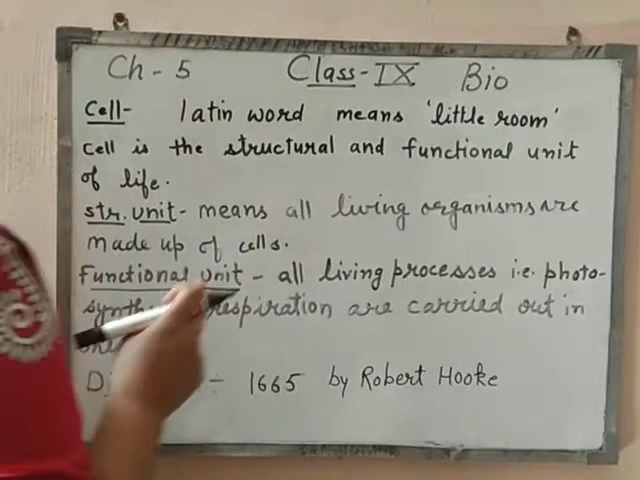 Ch - 5 Class - IX Bio
Cell - latin word means 'little room'
Cell is the structural and functional unit
of life.
str. unit - means all living organisms are
made up of cells.
Functional unit - all living processes i.e. photo-
respiration are carried out in
1665 by Robert Hooke